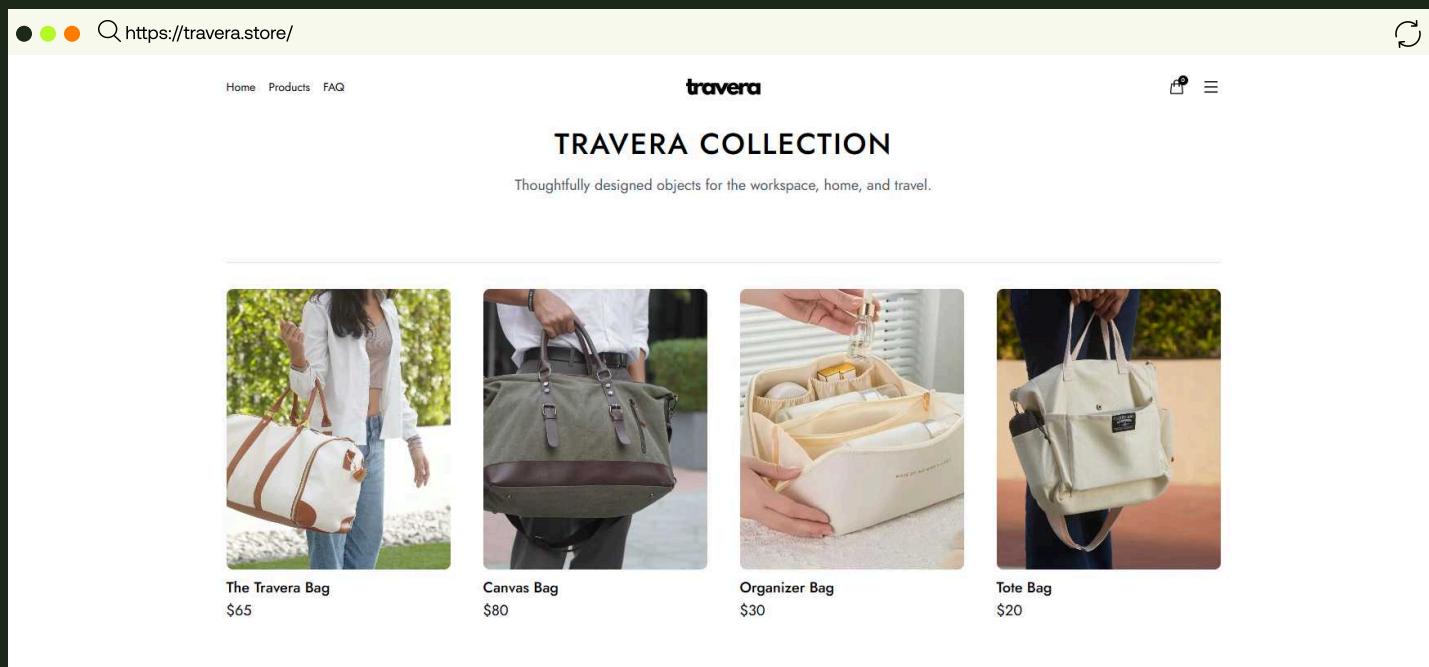 https://travera.store/
Home Products FAQ
travera
0
TRAVERA COLLECTION
Thoughtfully designed objects for the workspace, home, and travel.
The Travera Bag
$65
Canvas Bag
$80
Organizer Bag
$30
Tote Bag
$20